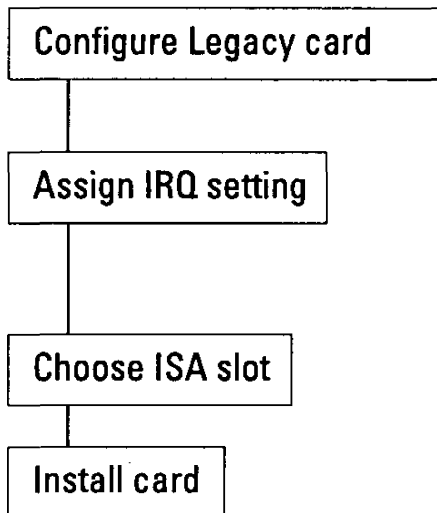 Configure Legacy card
Assign IRQ setting
Choose ISA slot
Install card